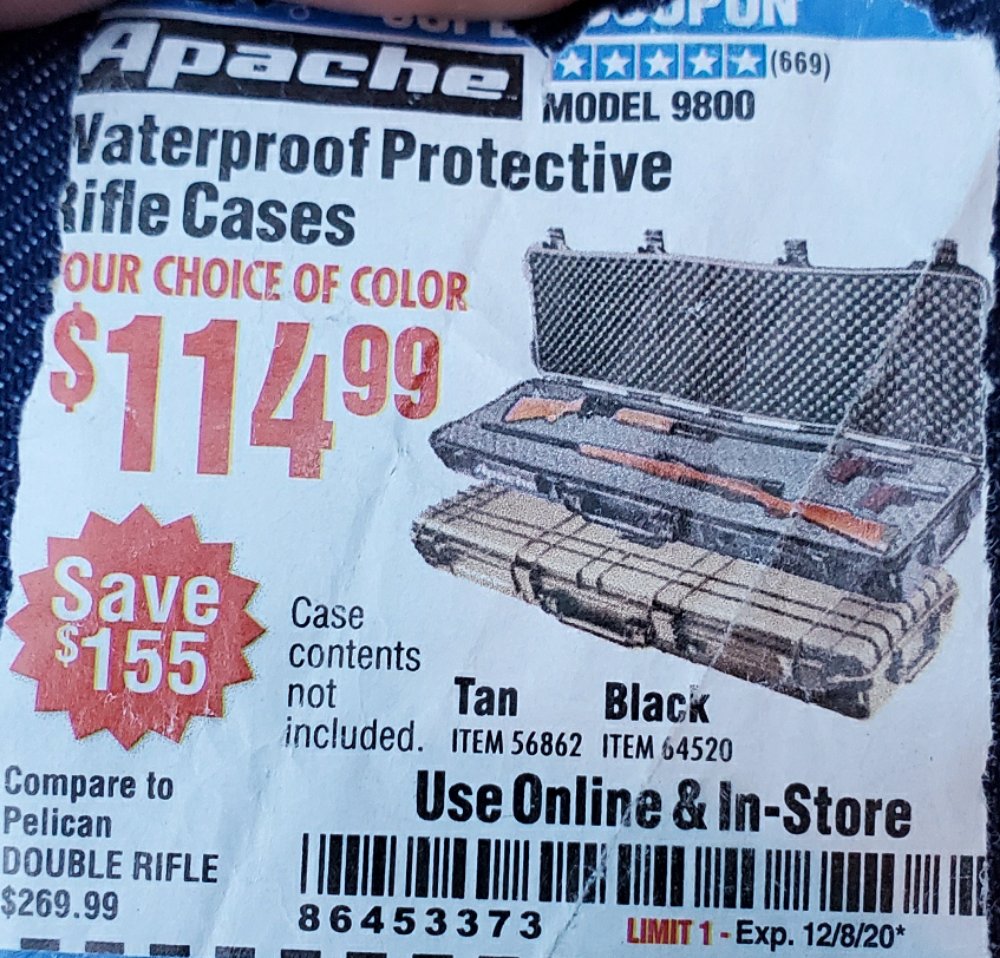 COUPON
Apache
(669)
MODEL 9800
Waterproof Protective
Rifle Cases
YOUR CHOICE OF COLOR
$114 99
Save
$155
Case
contents
not
included.
Tan Black
ITEM 56862 ITEM 64520
Compare to
Pelican
DOUBLE RIFLE
$269.99
Use Online & In-Store
86453373
LIMIT 1 - Exp. 12/8/20*